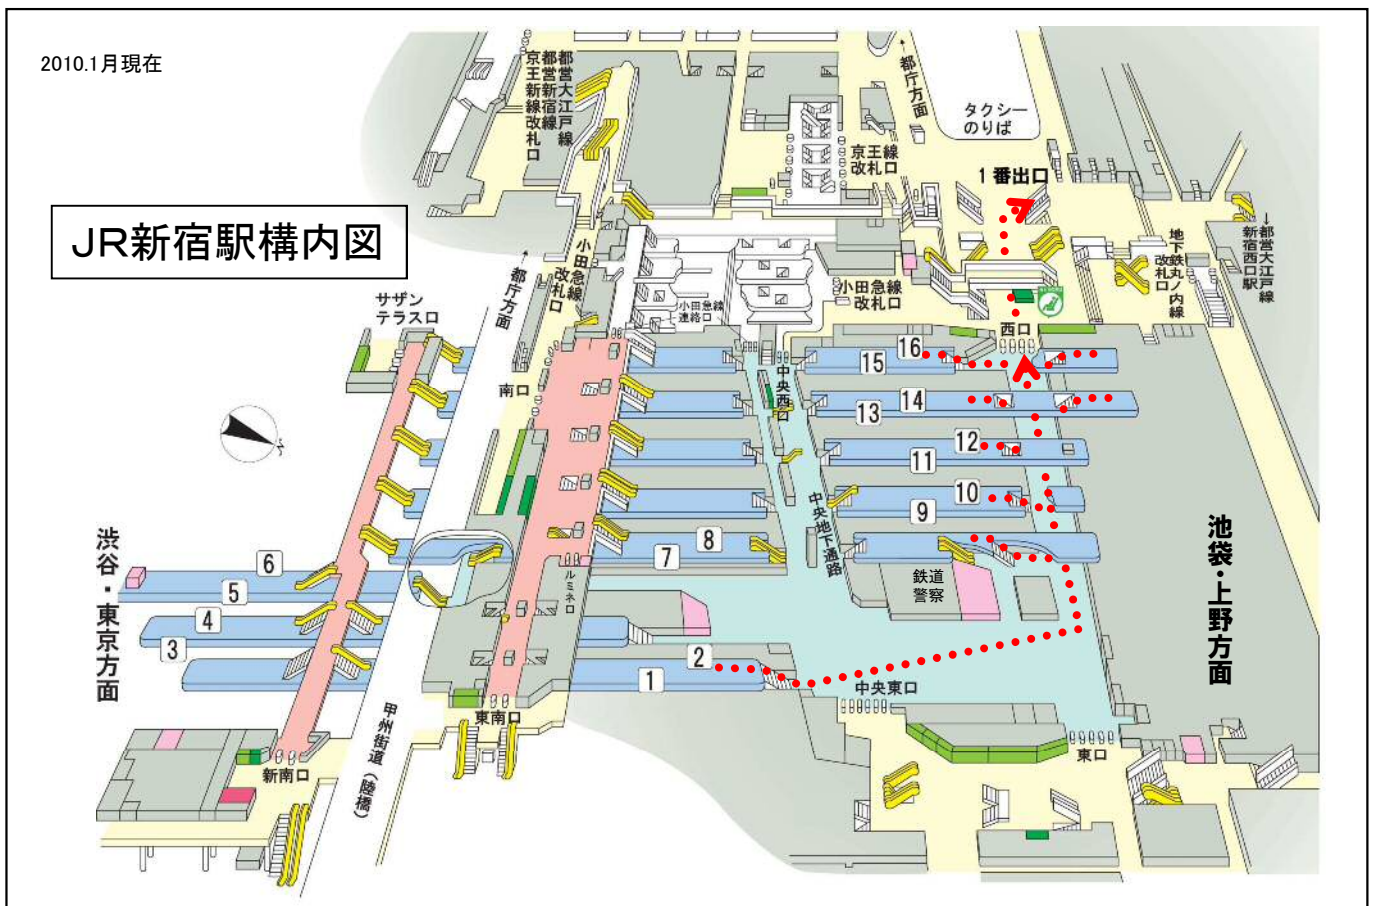 2010.1月現在
JR新宿駅構内図
都営大江戸線
都営新宿線
京王新線改札口
←都庁方面
タクシー
のりば
京王線
改札口
1番出口
←都営大江戸線
新宿西口駅
地下鉄丸ノ内線
改札口
小田急線
改札口
←都庁方面
サザン
テラス口
小田急線
連絡口
小田急線
改札口
西口
南口
中央西口
16
15
14
13
12
11
10
9
8
7
中央地下通路
鉄道
警察
ルミネ口
6
5
4
3
2
1
渋谷・東京方面
池袋・上野方面
中央東口
東南口
東口
新南口
甲州街道(陸橋)